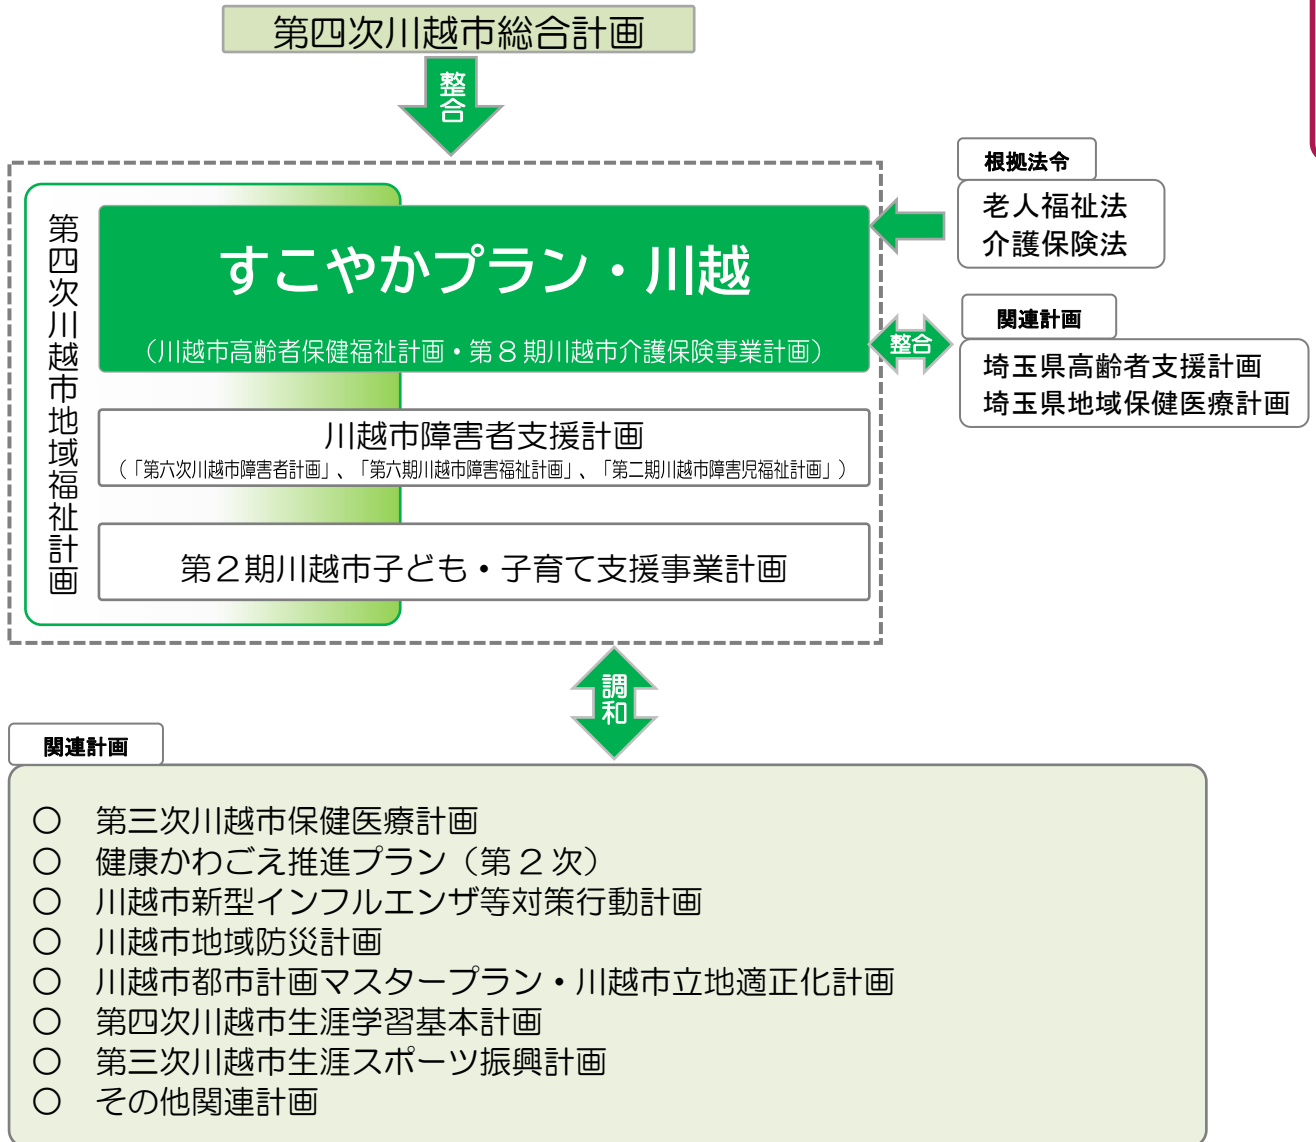 第四次川越市総合計画
整合
第四次川越市地域福祉計画
すこやかプラン・川越
（川越市高齢者保健福祉計画・第８期川越市介護保険事業計画）
川越市障害者支援計画
（「第六次川越市障害者計画」、「第六期川越市障害福祉計画」、「第二期川越市障害児福祉計画」）
第２期川越市子ども・子育て支援事業計画
根拠法令
老人福祉法
介護保険法
整合
関連計画
埼玉県高齢者支援計画
埼玉県地域保健医療計画
調和
関連計画
○　第三次川越市保健医療計画
○　健康かわごえ推進プラン（第２次）
○　川越市新型インフルエンザ等対策行動計画
○　川越市地域防災計画
○　川越市都市計画マスタープラン・川越市立地適正化計画
○　第四次川越市生涯学習基本計画
○　第三次川越市生涯スポーツ振興計画
○　その他関連計画